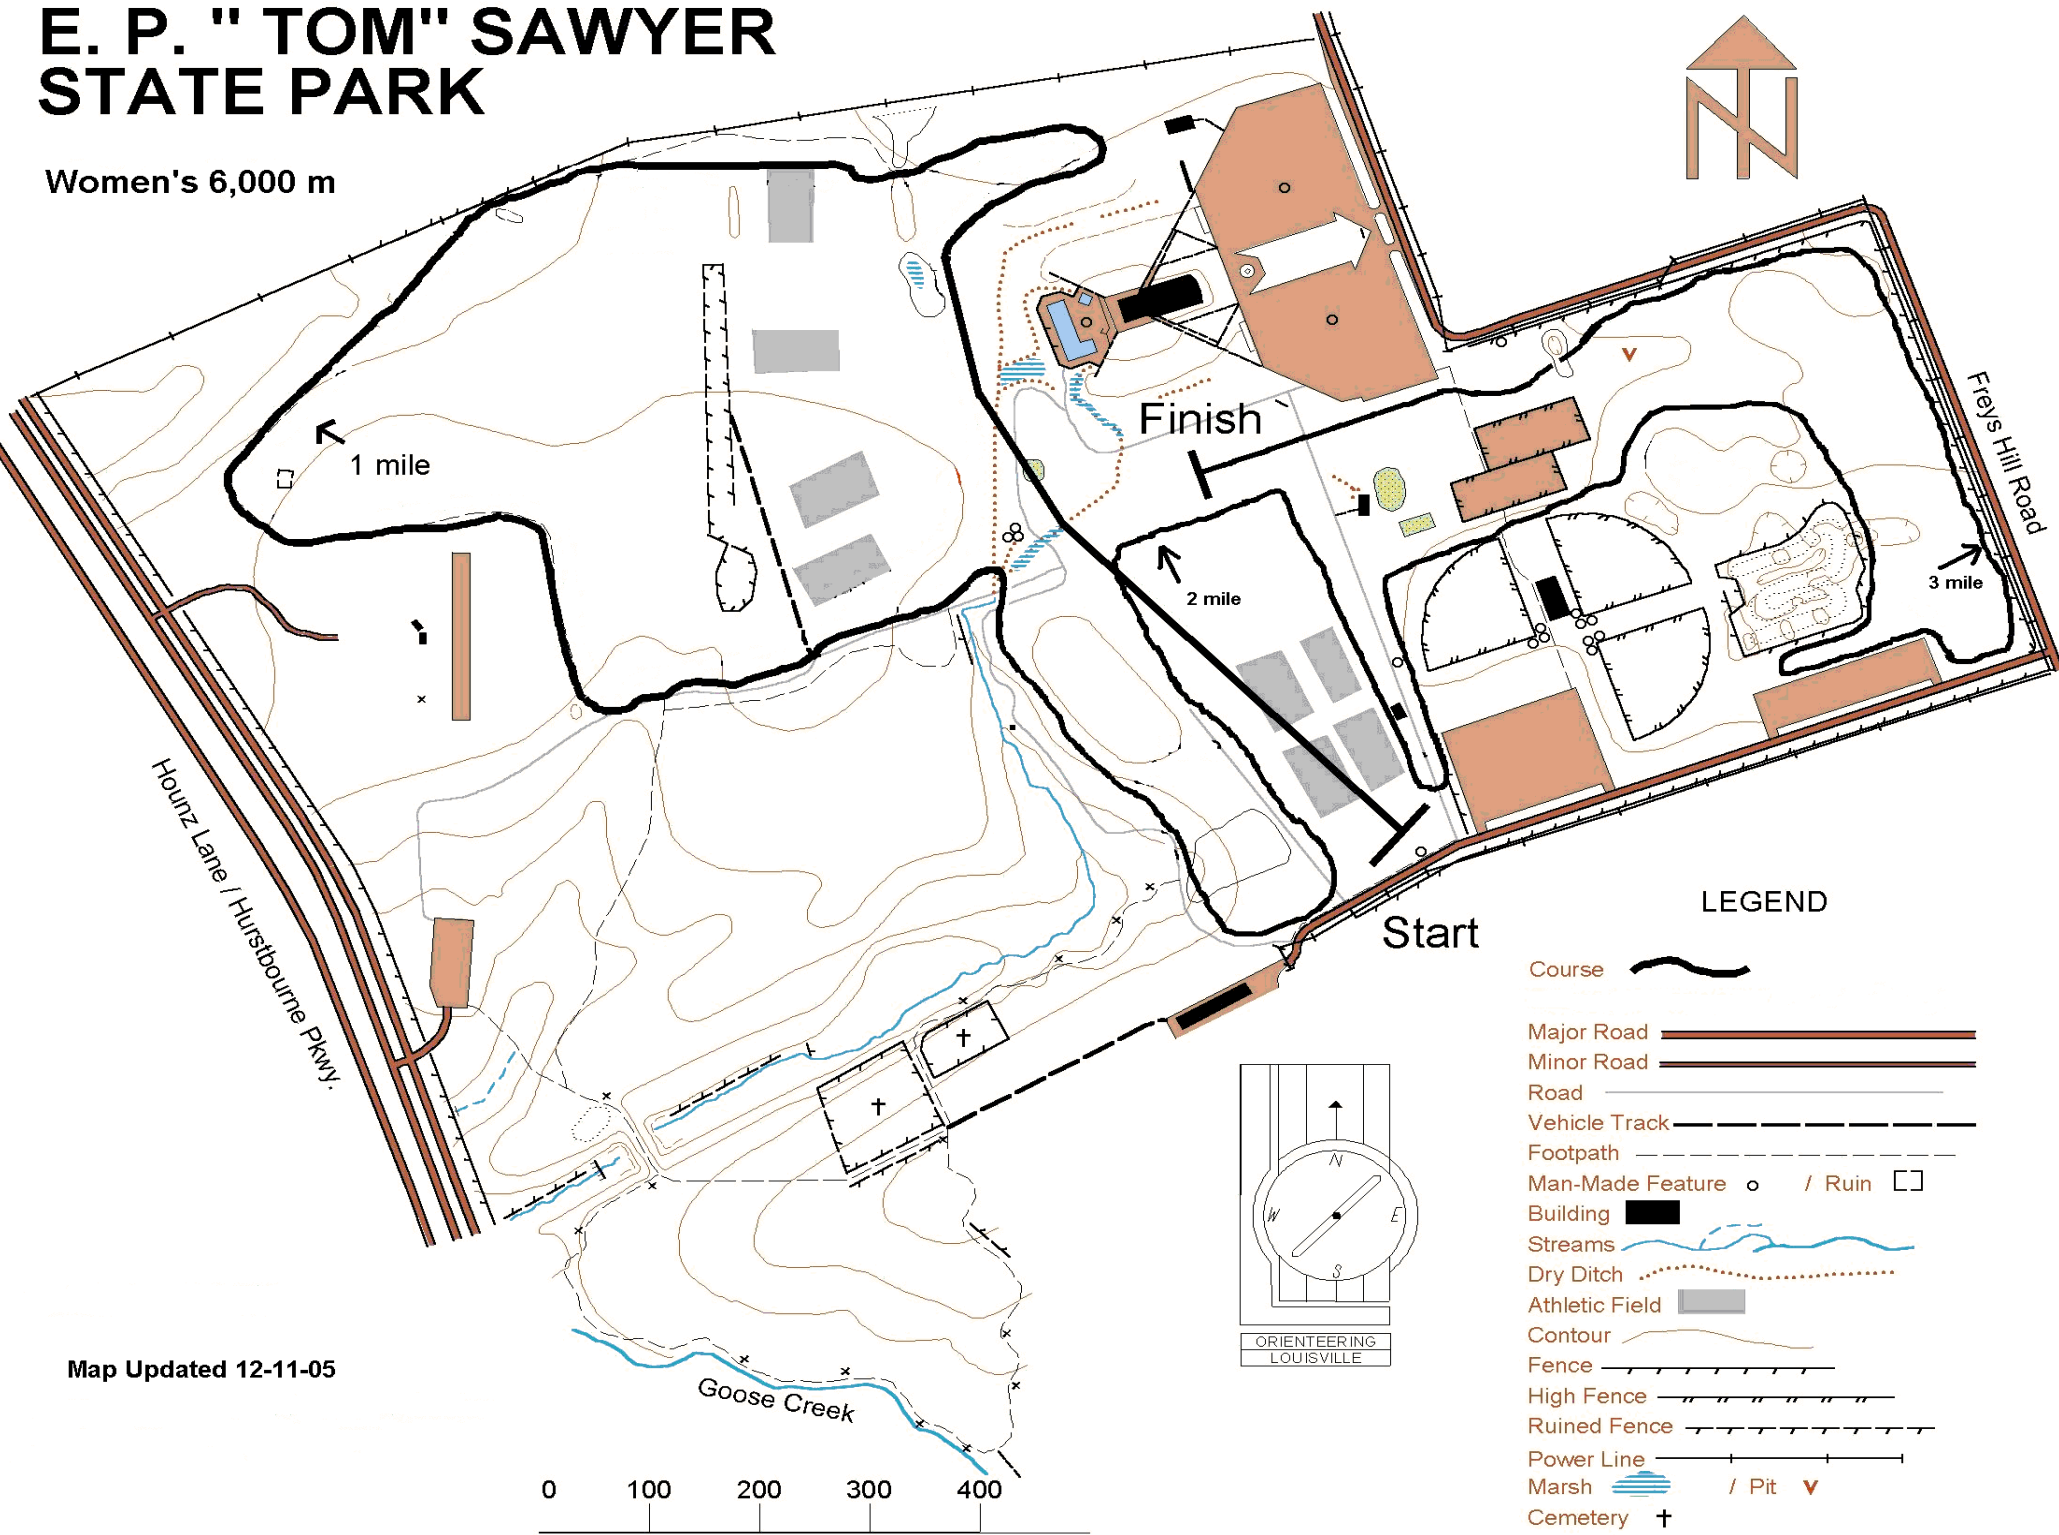 E. P. " TOM" SAWYER
STATE PARK
Women's 6,000 m
N
Finish
1 mile
2 mile
3 mile
Freys Hill Road
Hounz Lane / Hurstbourne Pkwy.
Start
LEGEND
Course
Major Road
Minor Road
Road
Vehicle Track
Footpath
Man-Made Feature / Ruin
Building
Streams
Dry Ditch
Athletic Field
Contour
Fence
High Fence
Ruined Fence
Power Line
Marsh / Pit
Cemetery
N
W E
S
ORIENTEERING
LOUISVILLE
Map Updated 12-11-05
Goose Creek
0 100 200 300 400